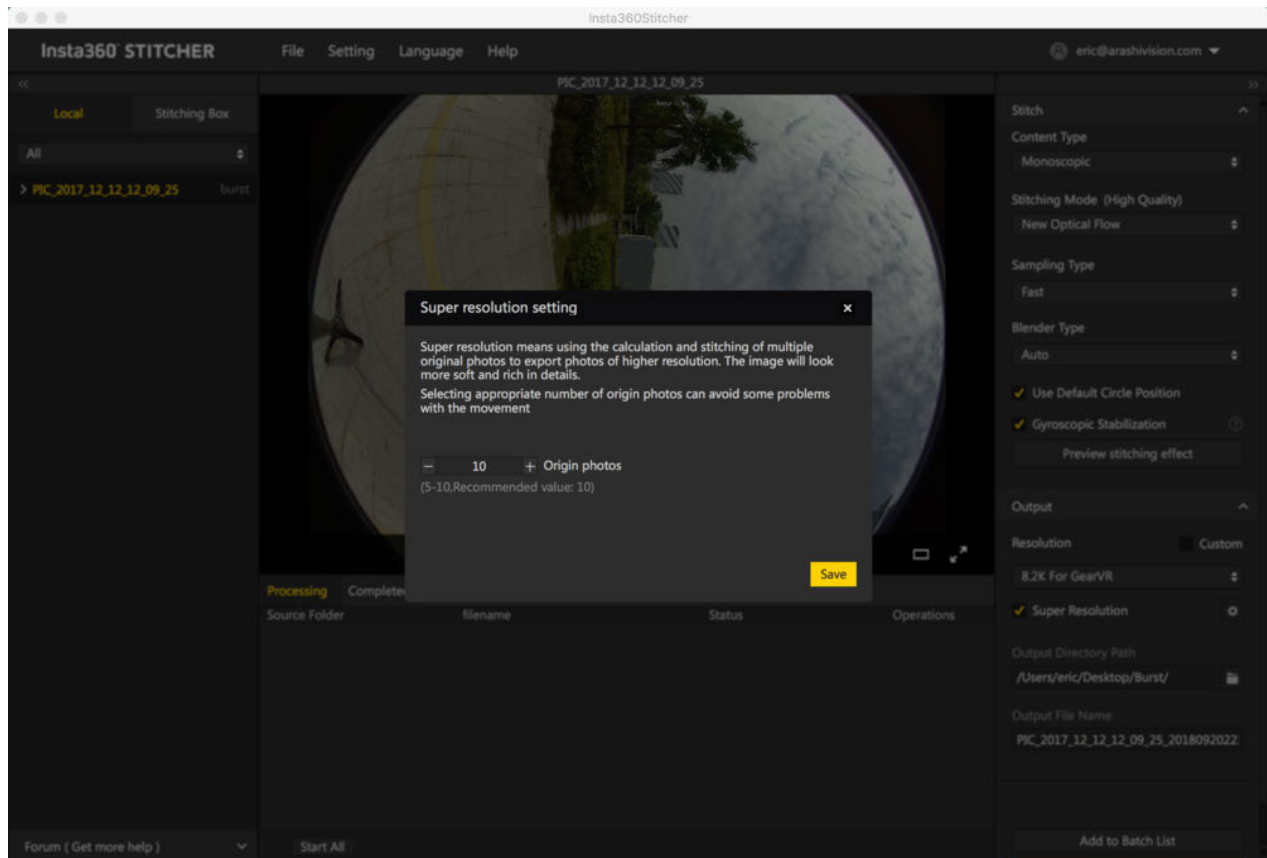 Insta360Stitcher
Insta360° STITCHER
File Setting Language Help
eric@arashivision.com
PIC_2017_12_12_12_09_25
Local Stitching Box
All
PIC_2017_12_12_12_09_25 burst
Super resolution setting
Super resolution means using the calculation and stitching of multiple
original photos to export photos of higher resolution. The image will look
more soft and rich in details.
Selecting appropriate number of origin photos can avoid some problems
with the movement
10 Origin photos
(5-10,Recommended value: 10)
Save
Processing Complete
Source Folder filename Status Operations
Start All
Forum ( Get more help )
Stitch
Content Type
Monoscopic
Stitching Mode (High Quality)
New Optical Flow
Sampling Type
Fast
Blender Type
Auto
Use Default Circle Position
Gyroscopic Stabilization
Preview stitching effect
Output
Resolution Custom
8.2K For GearVR
Super Resolution
Output Directory Path
/Users/eric/Desktop/Burst/
Output File Name
PIC_2017_12_12_12_09_25_2018092022
Add to Batch List